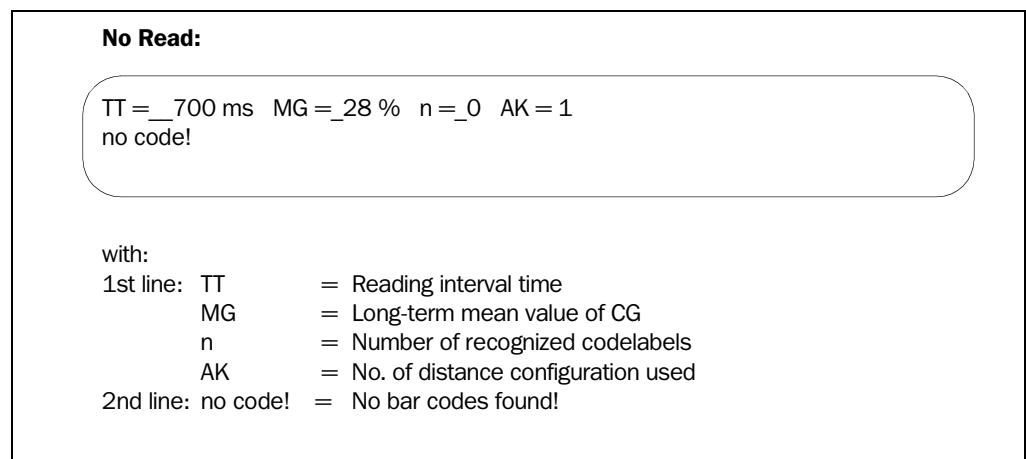 No Read:
TT =__700 ms MG =_28 % n =_0 AK = 1
no code!
with:
1st line: TT = Reading interval time
MG = Long-term mean value of CG
n = Number of recognized codelabels
AK = No. of distance configuration used
2nd line: no code! = No bar codes found!